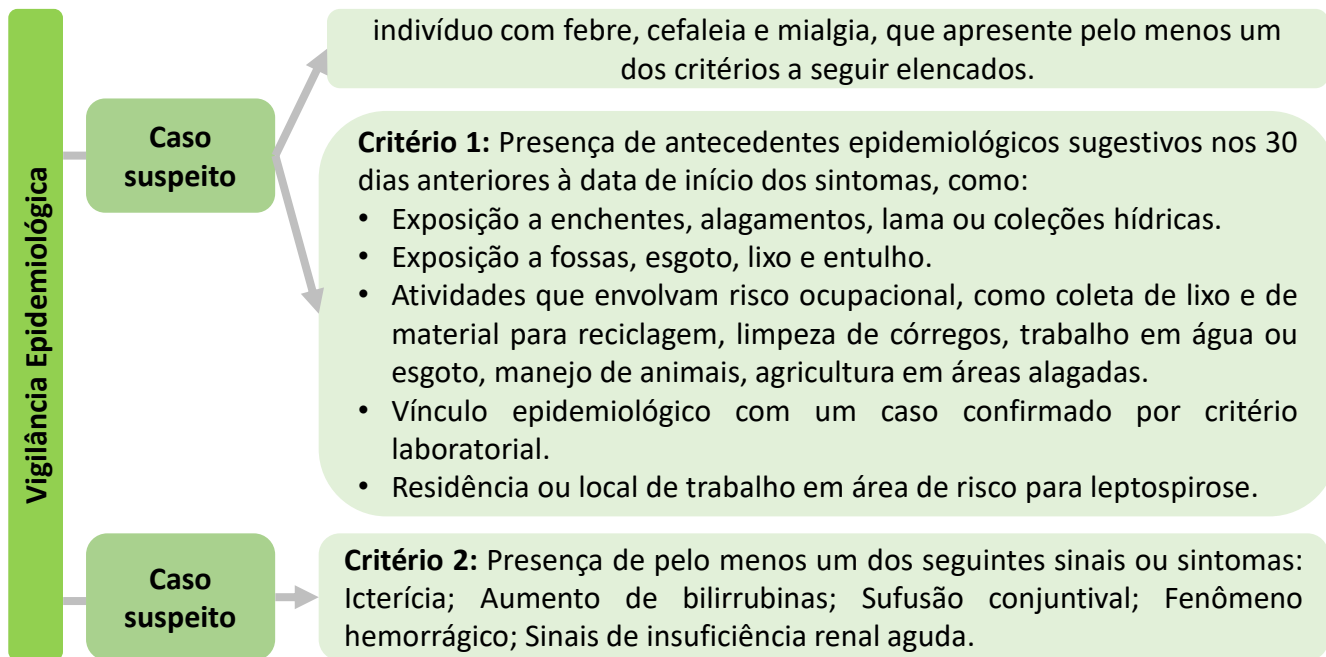 Vigilância Epidemiológica
Caso
suspeito
indivíduo com febre, cefaleia e mialgia, que apresente pelo menos um
dos critérios a seguir elencados.
Critério 1: Presença de antecedentes epidemiológicos sugestivos nos 30
dias anteriores à data de início dos sintomas, como:
• Exposição a enchentes, alagamentos, lama ou coleções hídricas.
• Exposição a fossas, esgoto, lixo e entulho.
• Atividades que envolvam risco ocupacional, como coleta de lixo e de
material para reciclagem, limpeza de córregos, trabalho em água ou
esgoto, manejo de animais, agricultura em áreas alagadas.
• Vínculo epidemiológico com um caso confirmado por critério
laboratorial.
• Residência ou local de trabalho em área de risco para leptospirose.
Caso
suspeito
Critério 2: Presença de pelo menos um dos seguintes sinais ou sintomas:
Icterícia; Aumento de bilirrubinas; Sufusão conjuntival; Fenômeno
hemorrágico; Sinais de insuficiência renal aguda.